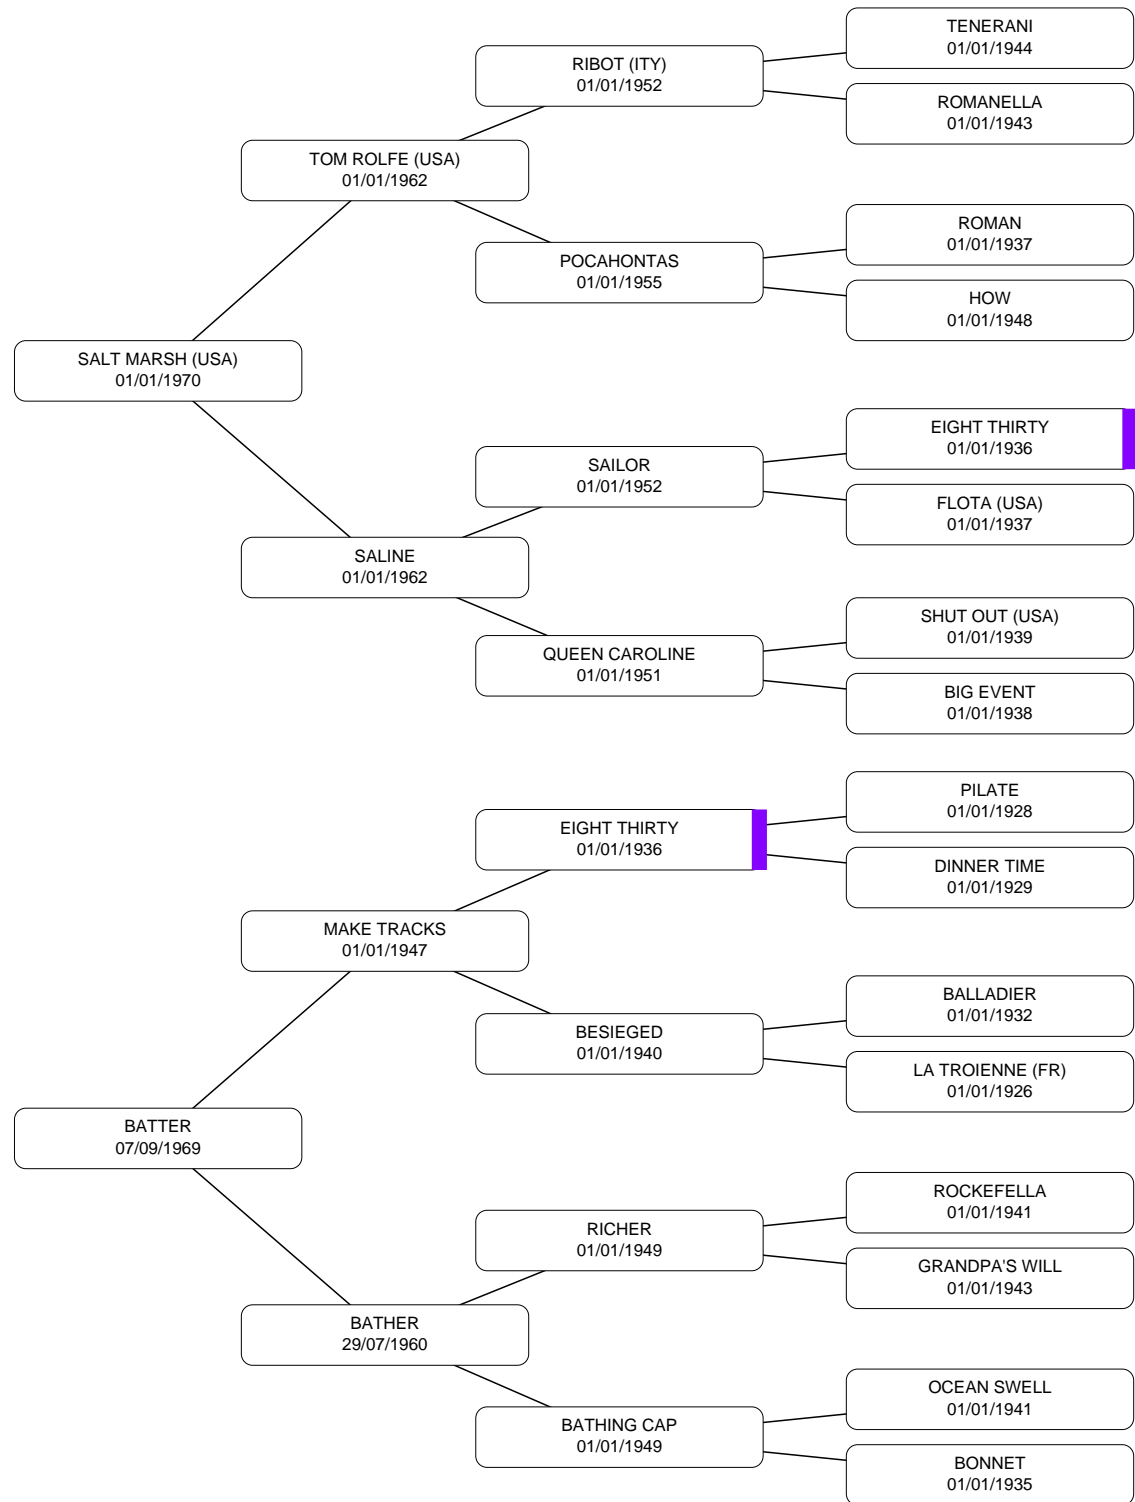 TENERANI
01/01/1944
RIBOT (ITY)
01/01/1952
ROMANELLA
01/01/1943
TOM ROLFE (USA)
01/01/1962
ROMAN
01/01/1937
POCAHONTAS
01/01/1955
HOW
01/01/1948
SALT MARSH (USA)
01/01/1970
EIGHT THIRTY
01/01/1936
SAILOR
01/01/1952
FLOTA (USA)
01/01/1937
SALINE
01/01/1962
SHUT OUT (USA)
01/01/1939
QUEEN CAROLINE
01/01/1951
BIG EVENT
01/01/1938
PILATE
01/01/1928
EIGHT THIRTY
01/01/1936
DINNER TIME
01/01/1929
MAKE TRACKS
01/01/1947
BALLADIER
01/01/1932
BESIEGED
01/01/1940
LA TROIENNE (FR)
01/01/1926
BATTER
07/09/1969
ROCKEFELLA
01/01/1941
RICHER
01/01/1949
GRANDPA'S WILL
01/01/1943
BATHER
29/07/1960
OCEAN SWELL
01/01/1941
BATHING CAP
01/01/1949
BONNET
01/01/1935